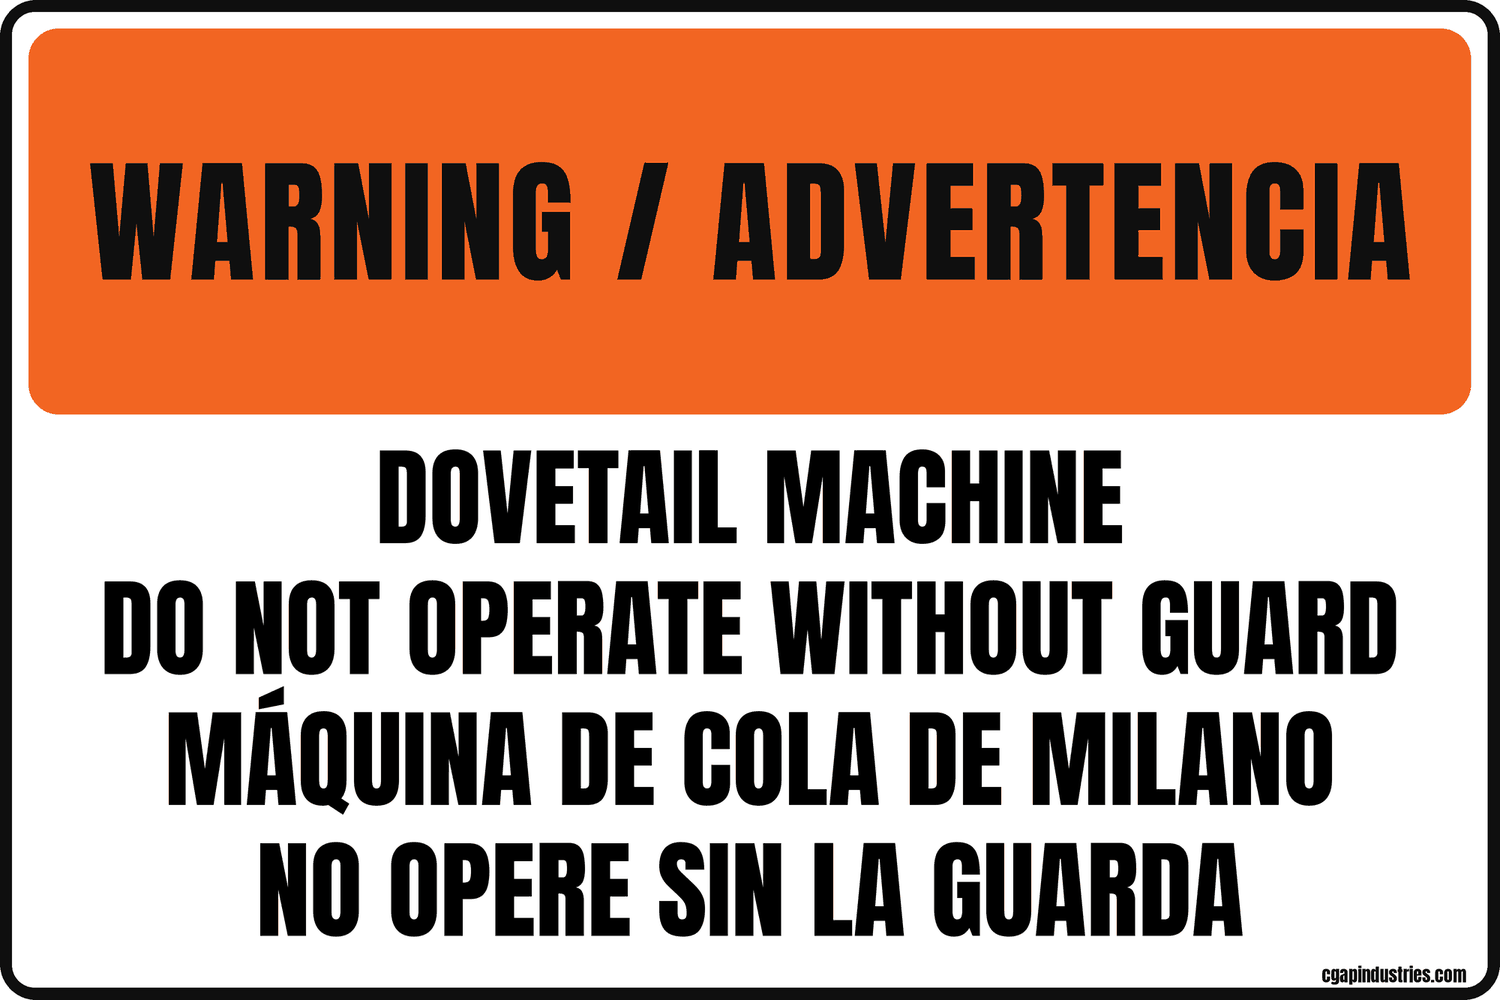 WARNING / ADVERTENCIA
DOVETAIL MACHINE
DO NOT OPERATE WITHOUT GUARD
MÁQUINA DE COLA DE MILANO
NO OPERE SIN LA GUARDA
cgapindustries.com